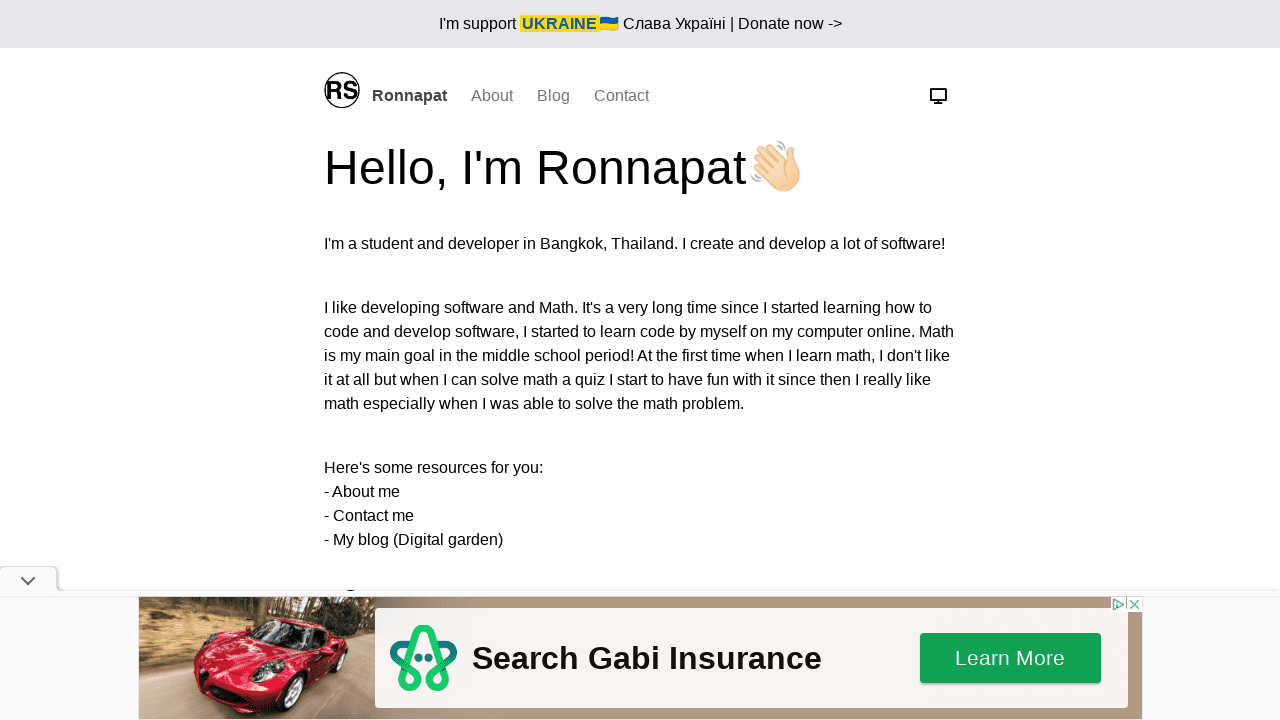 I'm support UKRAINE🇺🇦 Слава Україні | Donate now ->
RS
Ronnapat About Blog Contact
Hello, I'm Ronnapat👋🏻
I'm a student and developer in Bangkok, Thailand. I create and develop a lot of software!
I like developing software and Math. It's a very long time since I started learning how to
code and develop software, I started to learn code by myself on my computer online. Math
is my main goal in the middle school period! At the first time when I learn math, I don't like
it at all but when I can solve math a quiz I start to have fun with it since then I really like
math especially when I was able to solve the math problem.
Here's some resources for you:
- About me
- Contact me
- My blog (Digital garden)
Search Gabi Insurance
Learn More